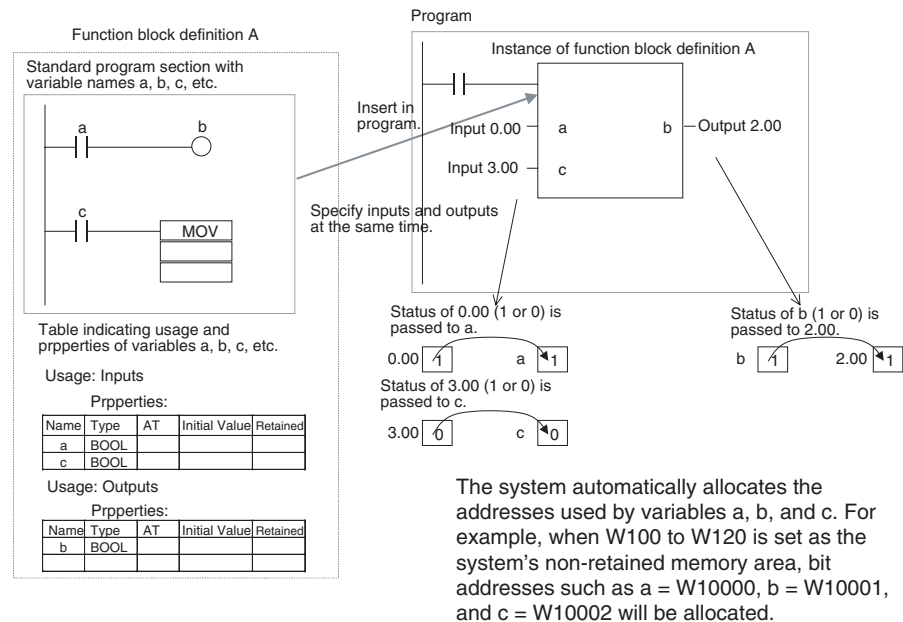 Program
Function block definition A
Standard program section with
variable names a, b, c, etc.
a
b
c
MOV
Table indicating usage and
prpperties of variables a, b, c, etc.
Usage: Inputs
Prpperties:
Name Type AT Initial Value Retained
a BOOL
c BOOL
Usage: Outputs
Prpperties:
Name Type AT Initial Value Retained
b BOOL
Instance of function block definition A
Insert in
program.
Input 0.00 a b Output 2.00
Input 3.00 c
Specify inputs and outputs
at the same time.
Status of 0.00 (1 or 0) is
passed to a.
0.00 1 a 1
Status of 3.00 (1 or 0) is
passed to c.
3.00 0 c 0
Status of b (1 or 0) is
passed to 2.00.
b 1 2.00 1
The system automatically allocates the
addresses used by variables a, b, and c. For
example, when W100 to W120 is set as the
system's non-retained memory area, bit
addresses such as a = W10000, b = W10001,
and c = W10002 will be allocated.